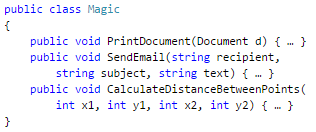 public class Magic
{
    public void PrintDocument(Document d) { … }
    public void SendEmail(string recipient,
        string subject, string text) { … }
    public void CalculateDistanceBetweenPoints(
        int x1, int y1, int x2, int y2) { … }
}